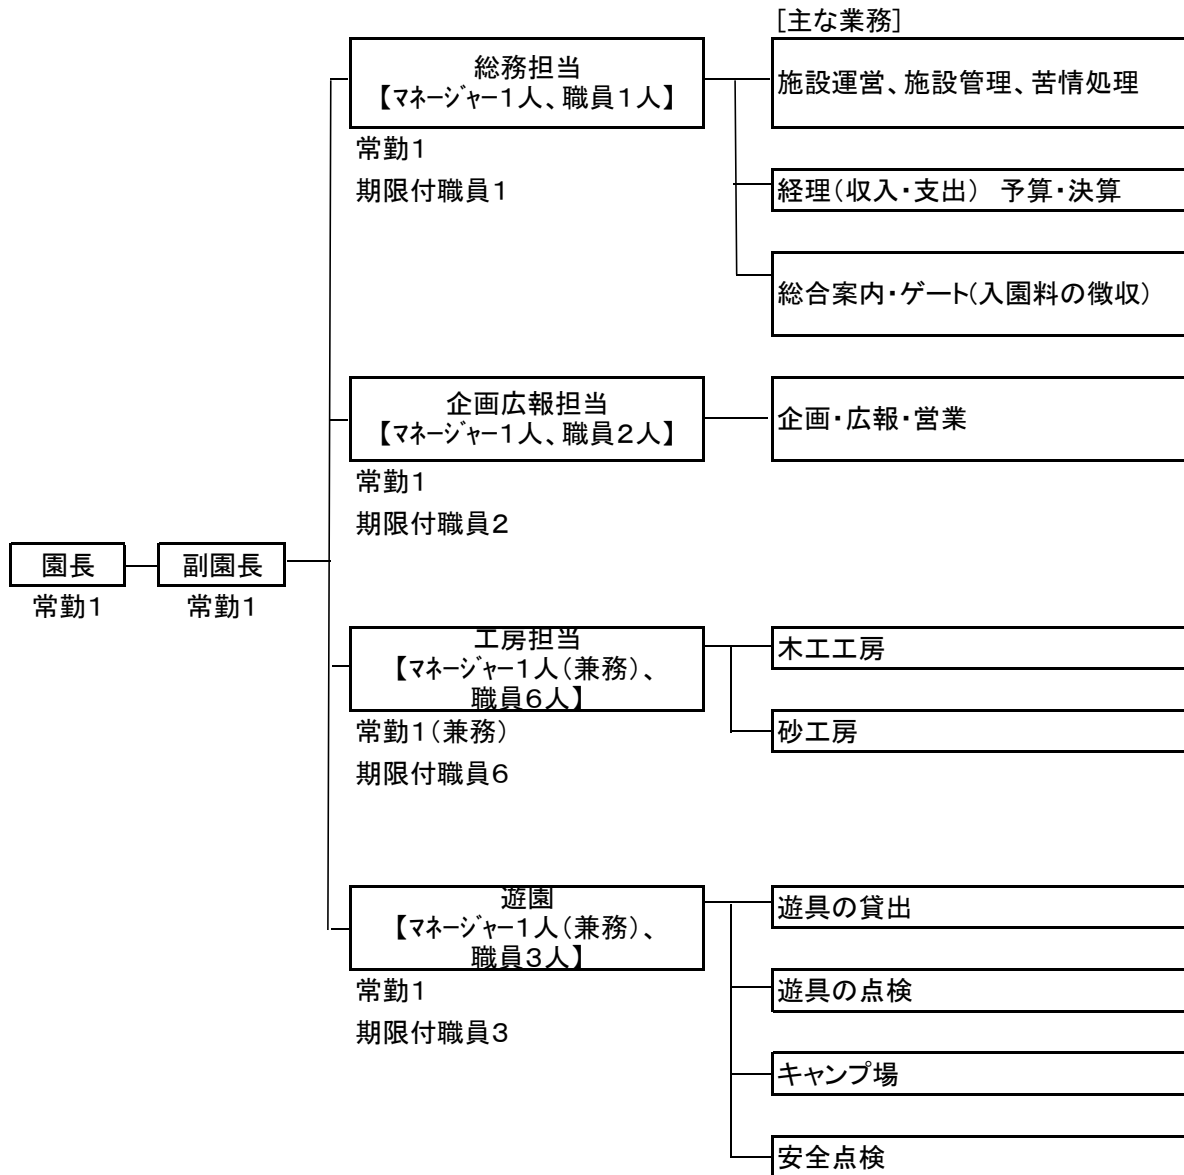 [主な業務]
総務担当
【マネージャー1人、職員1人】
常勤1
期限付職員1
施設運営、施設管理、苦情処理
経理(収入・支出)　予算・決算
総合案内・ゲート(入園料の徴収)
企画広報担当
【マネージャー1人、職員2人】
常勤1
期限付職員2
企画・広報・営業
園長
常勤1
副園長
常勤1
工房担当
【マネージャー1人(兼務)、
職員6人】
常勤1(兼務)
期限付職員6
木工工房
砂工房
遊園
【マネージャー1人(兼務)、
職員3人】
常勤1
期限付職員3
遊具の貸出
遊具の点検
キャンプ場
安全点検